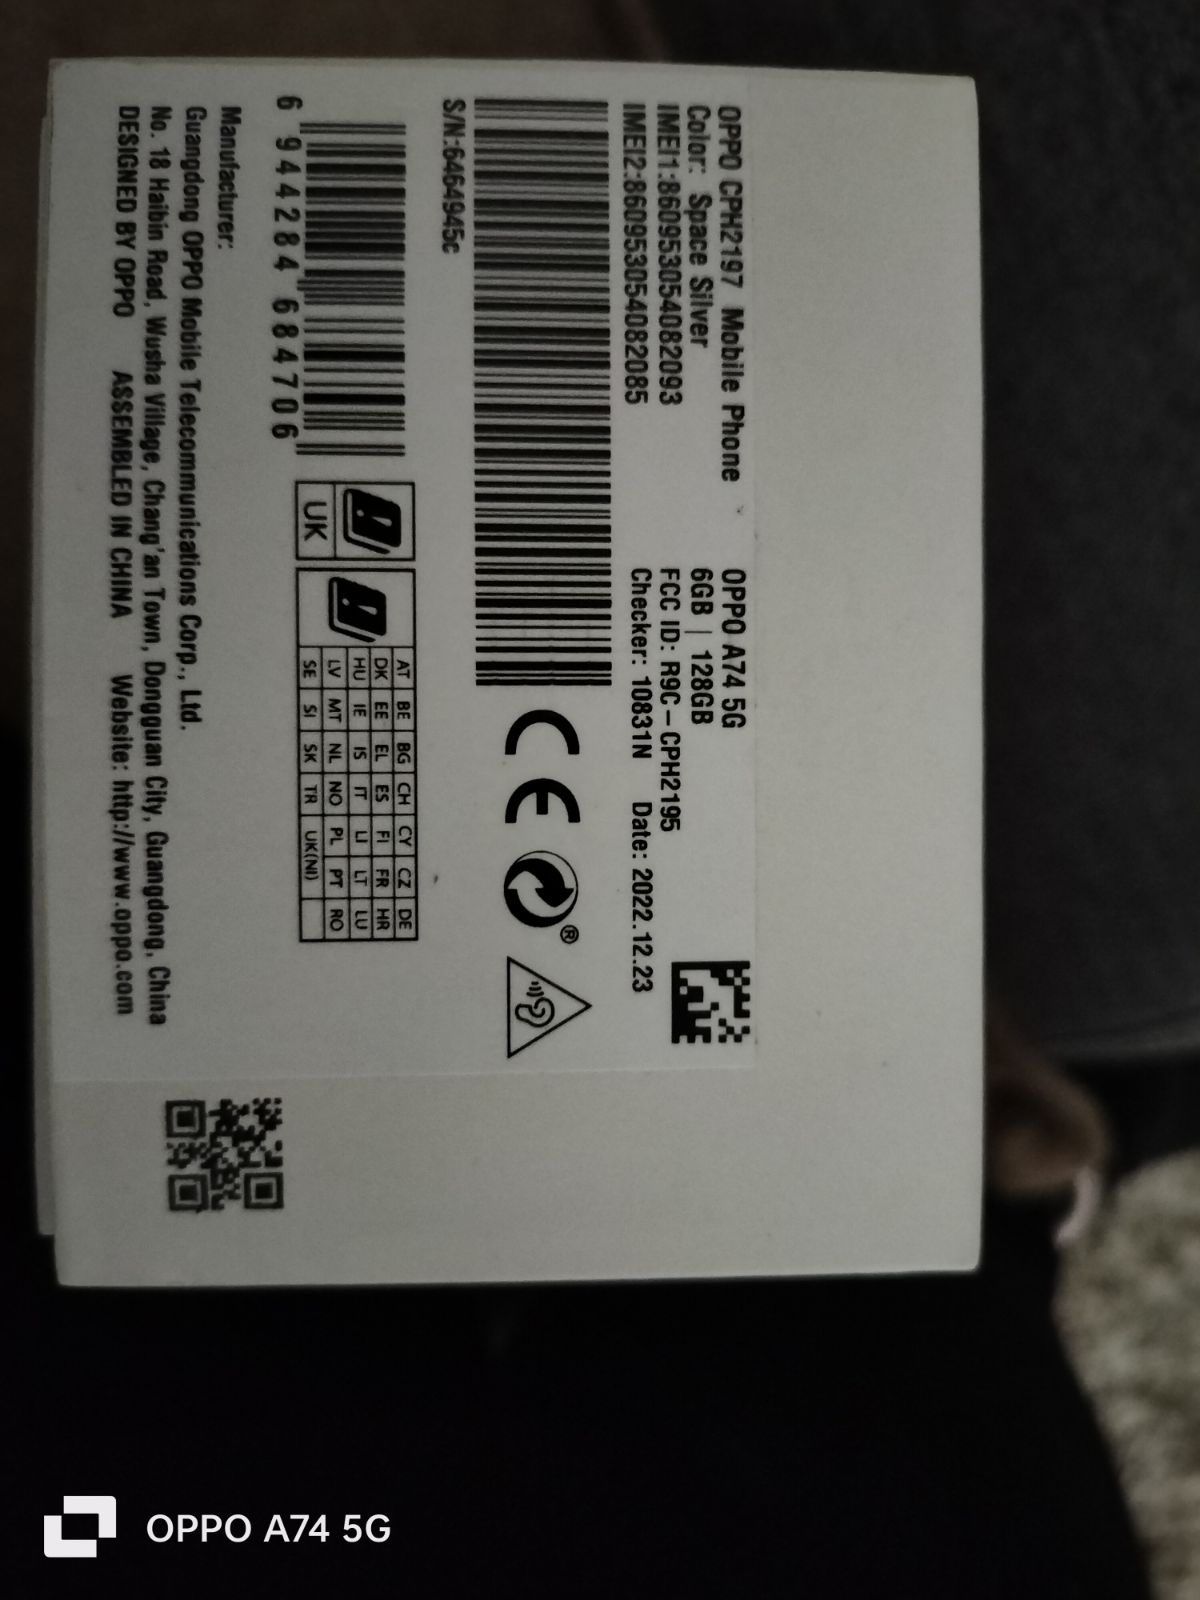 OPPO CPH2197 Mobile Phone
Color: Space Silver
IMEI1:860953054082093
IMEI2:860953054082085
OPPO A74 5G
6GB | 128GB
FCC ID: R9C-CPH2195
Checker: 10831N Date: 2022.12.23
S/N:6464945c
CE
®
6 944284 684706
UK
AT BE BG CH CY CZ DE
DK EE EL ES FI FR HR
HU IE IS IT LI LT LU
LV MT NL NO PL PT RO
SE SI SK TR UK(NI)
Manufacturer:
Guangdong OPPO Mobile Telecommunications Corp., Ltd.
No. 18 Haibin Road, Wusha Village, Chang'an Town, Dongguan City, Guangdong, China
DESIGNED BY OPPO ASSEMBLED IN CHINA Website: http://www.oppo.com
OPPO A74 5G